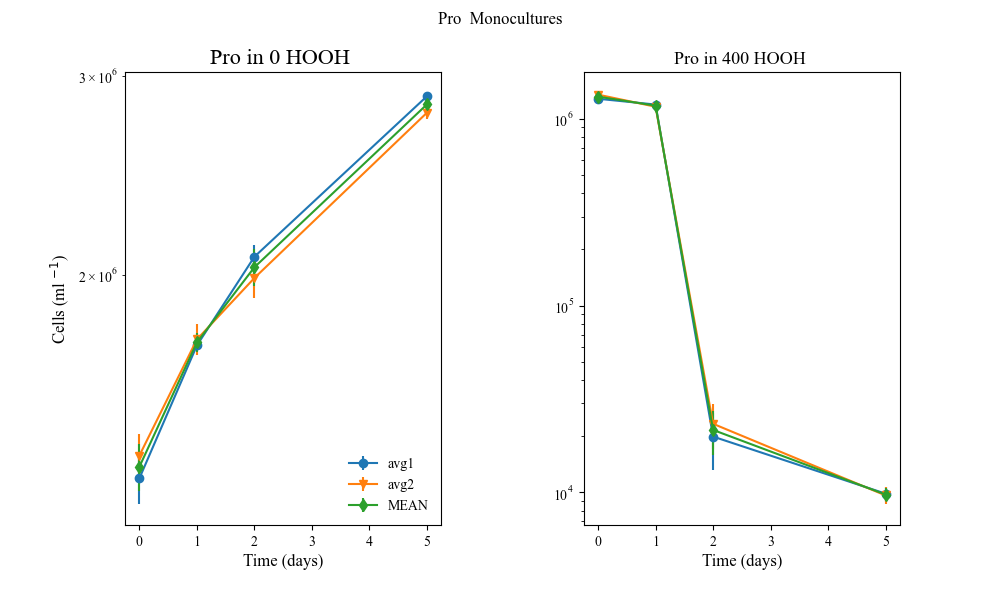 Pro  Monocultures
Pro in 0 HOOH
3 × 10⁶
2 × 10⁶
Cells (ml ⁻¹)
avg1
avg2
MEAN
0 1 2 3 4 5
Time (days)
Pro in 400 HOOH
10⁶
10⁵
10⁴
0 1 2 3 4 5
Time (days)